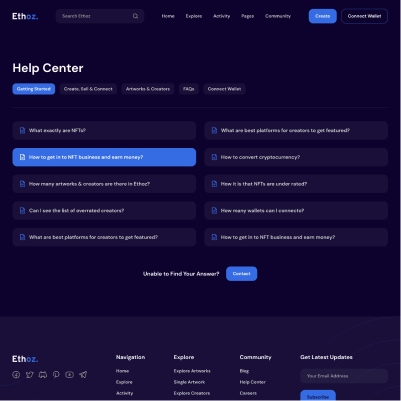 Ethoz.
Search Ethoz
Home Explore Activity Pages Community
Create
Connect Wallet
Help Center
Getting Started
Create, Sell & Connect
Artworks & Creators
FAQs
Connect Wallet
What exactly are NFTs?
What are best platforms for creators to get featured?
How to get in to NFT business and earn money?
How to convert cryptocurrency?
How many artworks & creators are there in Ethoz?
How it is that NFTs are under rated?
Can I see the list of overrated creators?
How many wallets can I connecte?
What are best platforms for creators to get featured?
How to get in to NFT business and earn money?
Unable to Find Your Answer?
Contact
Ethoz.
Navigation
Home
Explore
Activity
Explore
Explore Artworks
Single Artwork
Explore Creators
Community
Blog
Help Center
Careers
Get Latest Updates
Your Email Address
Subscribe